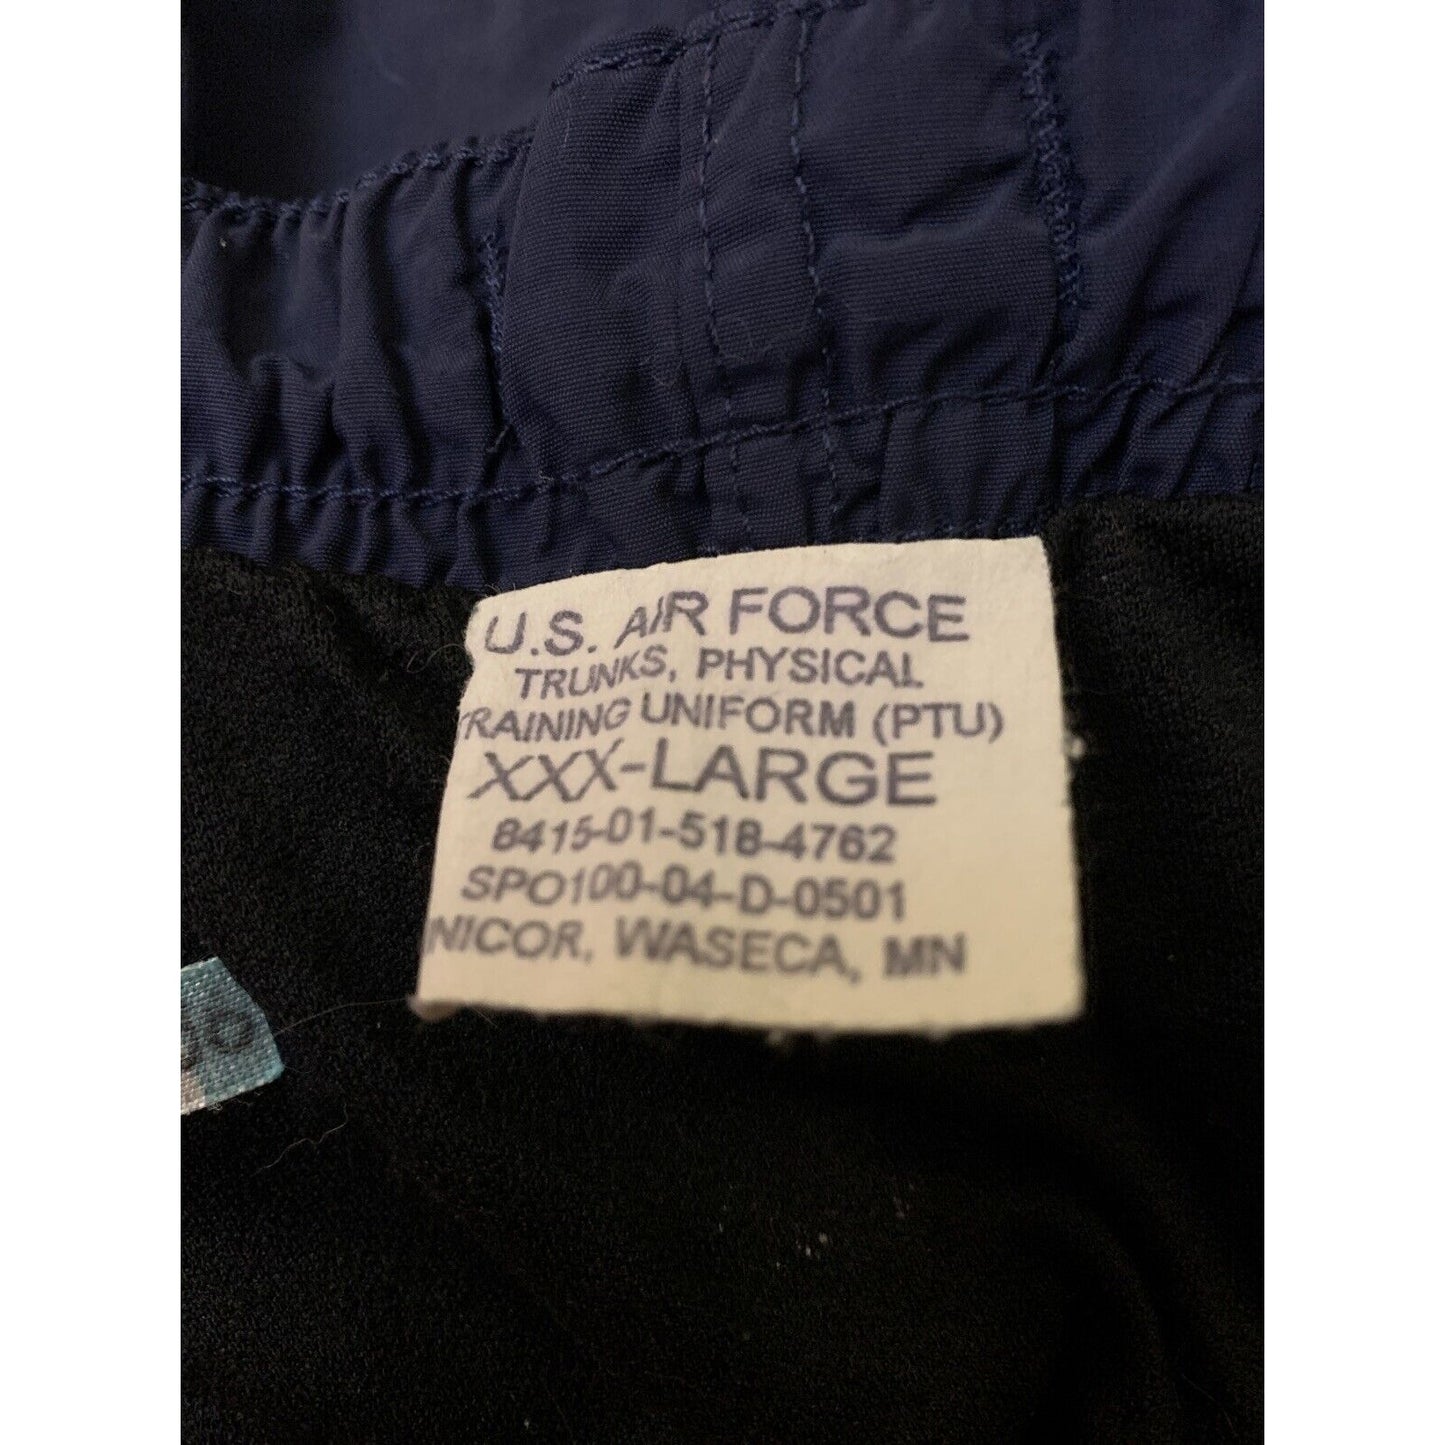 U.S. AIR FORCE
TRUNKS, PHYSICAL
TRAINING UNIFORM (PTU)
XXX-LARGE
8415-01-518-4762
SPO100-04-D-0501
NICOR, WASECA, MN